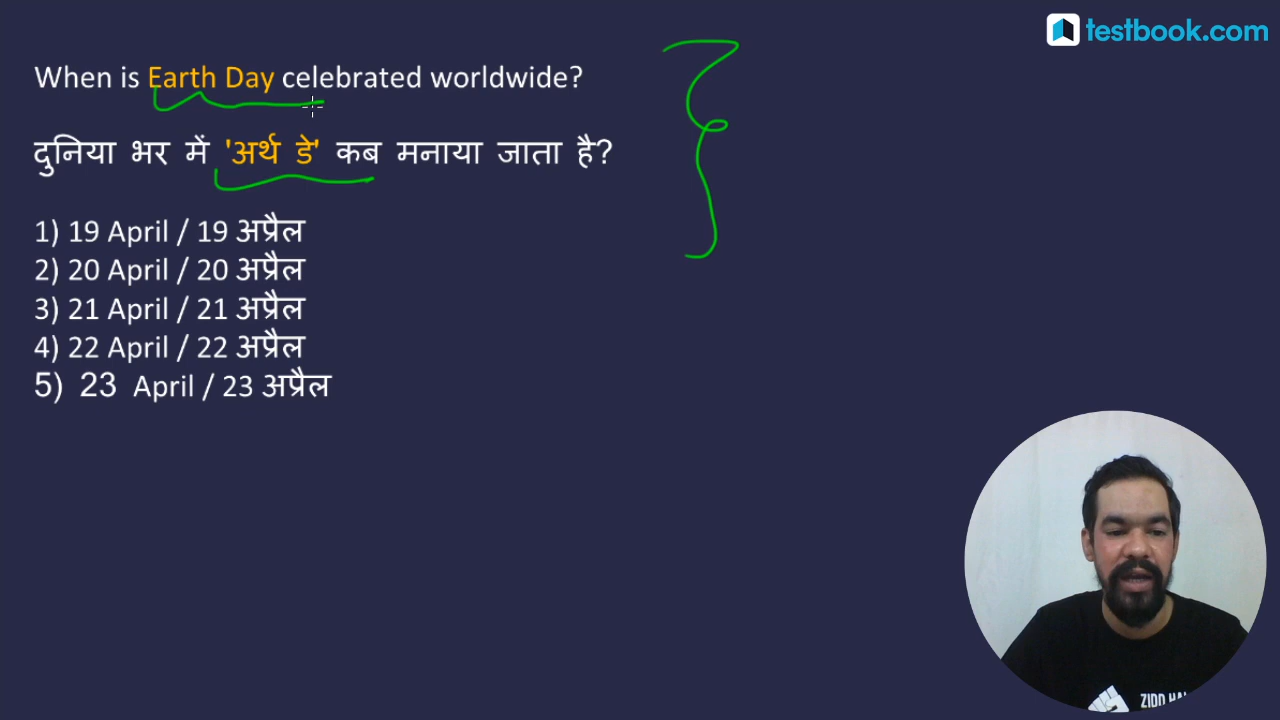 testbook.com
When is Earth Day celebrated worldwide?
दुनिया भर में 'अर्थ डे' कब मनाया जाता है?
1) 19 April / 19 अप्रैल
2) 20 April / 20 अप्रैल
3) 21 April / 21 अप्रैल
4) 22 April / 22 अप्रैल
5) 23 April / 23 अप्रैल
ZIDD